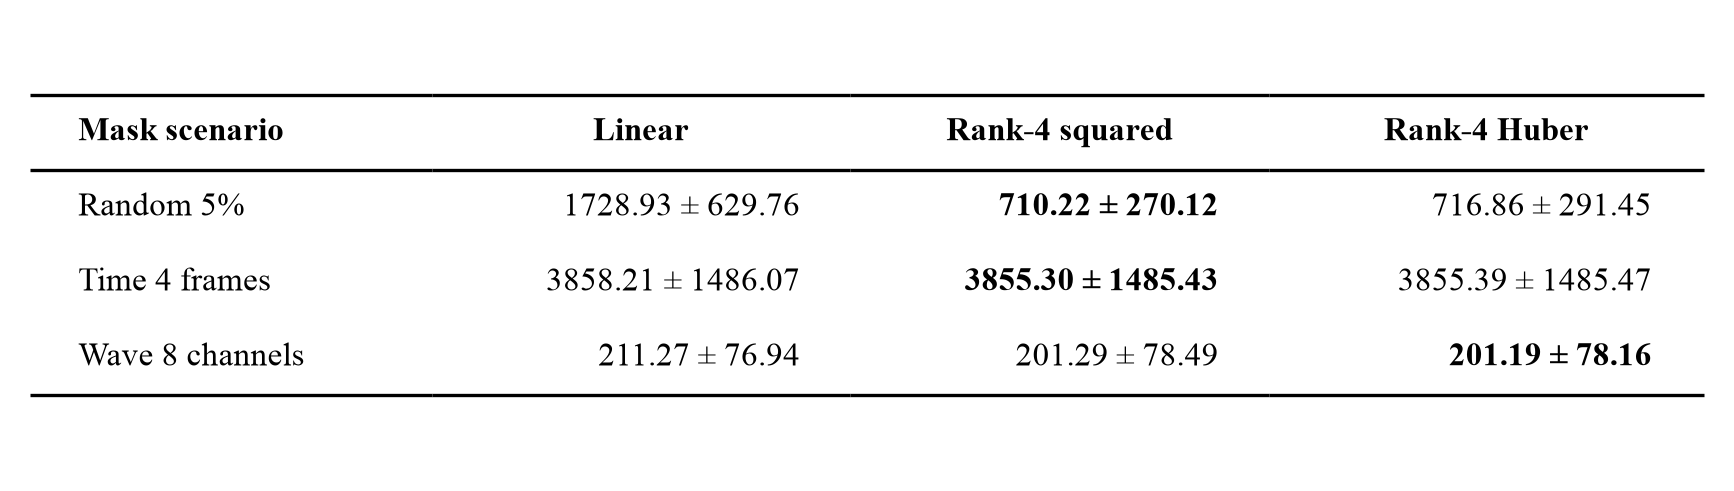 Mask scenario Linear Rank-4 squared Rank-4 Huber
Random 5% 1728.93 ± 629.76 710.22 ± 270.12 716.86 ± 291.45
Time 4 frames 3858.21 ± 1486.07 3855.30 ± 1485.43 3855.39 ± 1485.47
Wave 8 channels 211.27 ± 76.94 201.29 ± 78.49 201.19 ± 78.16